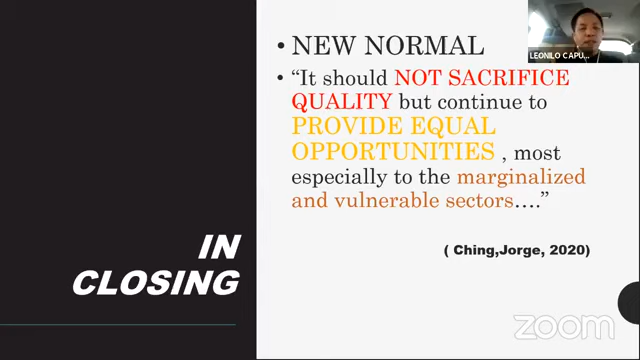 • NEW NORMAL
• “It should NOT SACRIFICE
QUALITY but continue to
PROVIDE EQUAL
OPPORTUNITIES , most
especially to the marginalized
and vulnerable sectors….”
( Ching,Jorge, 2020)
IN
CLOSING
LEONILO CAPU...
zoom